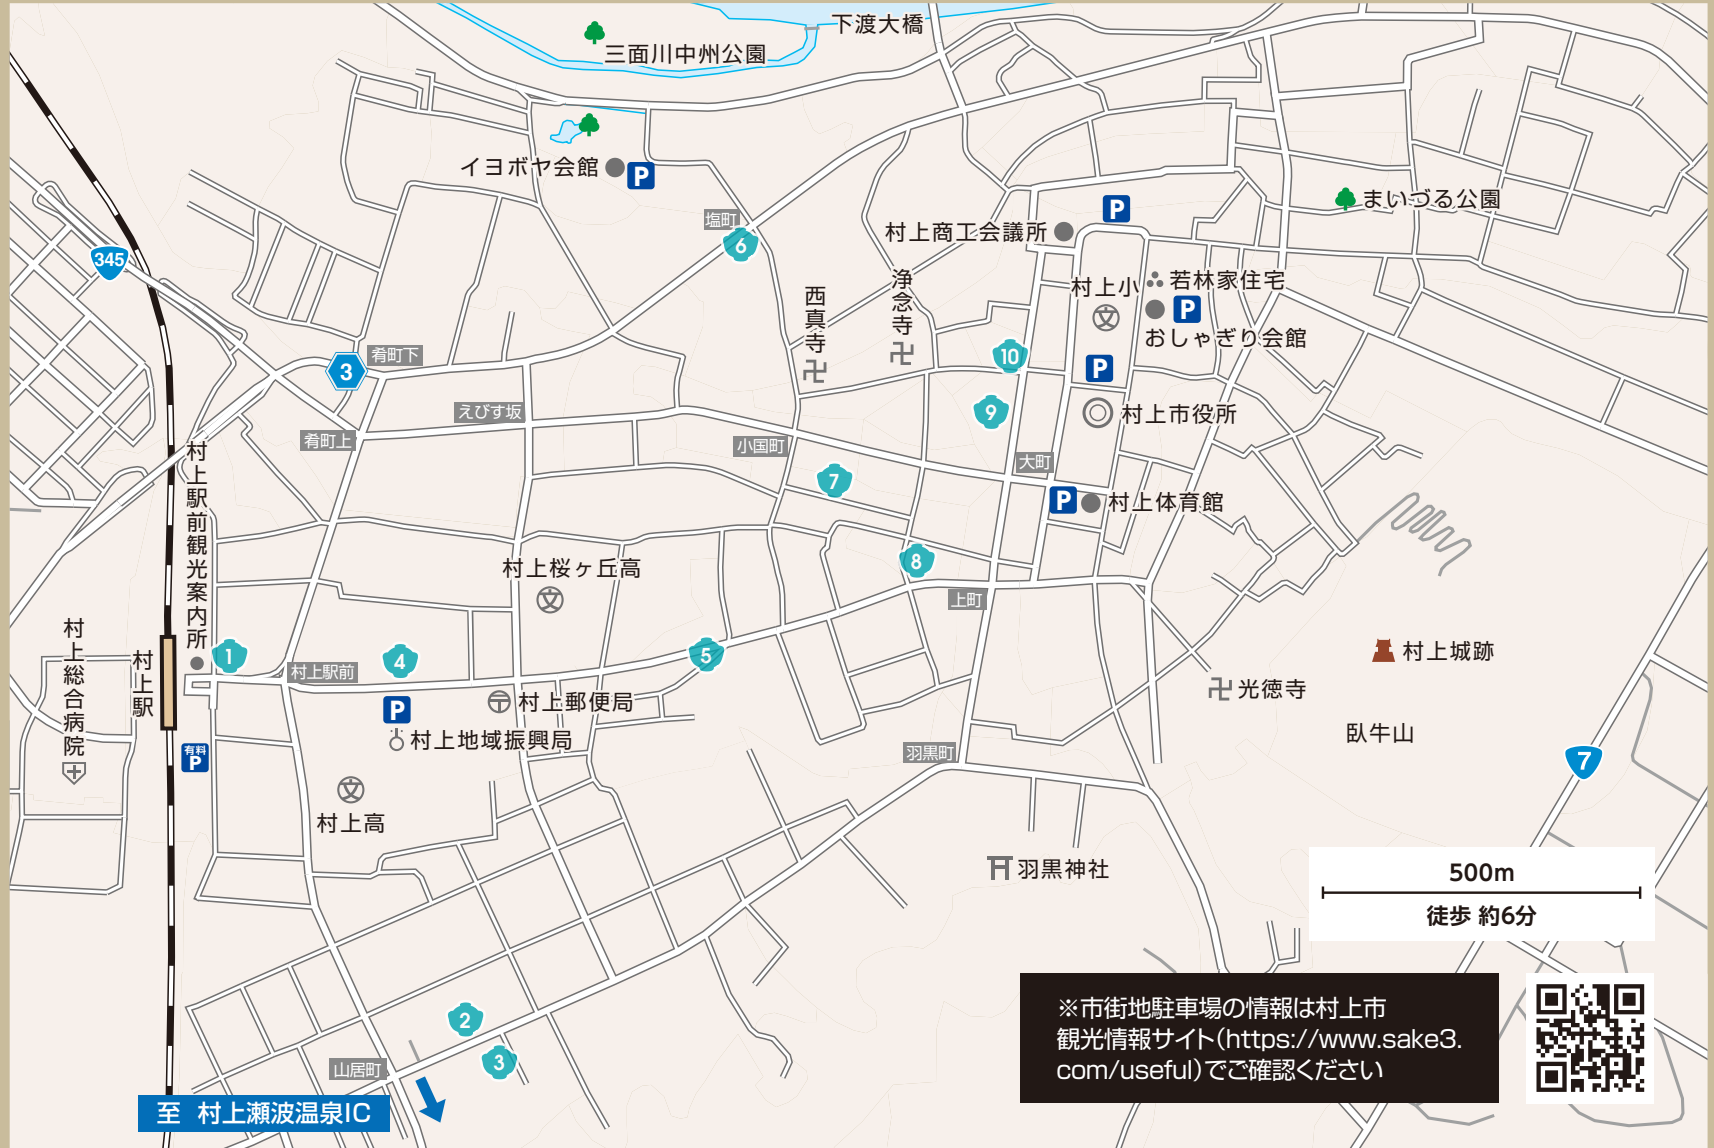 下渡大橋
三面川中州公園
イヨボヤ会館
P
塩町
6
345
村上商工会議所
P
まいづる公園
浄念寺
西真寺
村上小
文
若林家住宅
P
おしゃぎり会館
肴町下
3
10
P
えびす坂
9
村上市役所
肴町上
小国町
大町
7
P
村上体育館
村上駅前観光案内所
村上桜ヶ丘高
文
8
上町
村上総合病院
村上駅
1
村上駅前
4
5
村上城跡
P
村上郵便局
光徳寺
村上地域振興局
臥牛山
有料
P
羽黒町
7
文
村上高
羽黒神社
500m
徒歩 約6分
2
3
山居町
至 村上瀬波温泉IC
※市街地駐車場の情報は村上市
観光情報サイト(https://www.sake3.
com/useful)でご確認ください